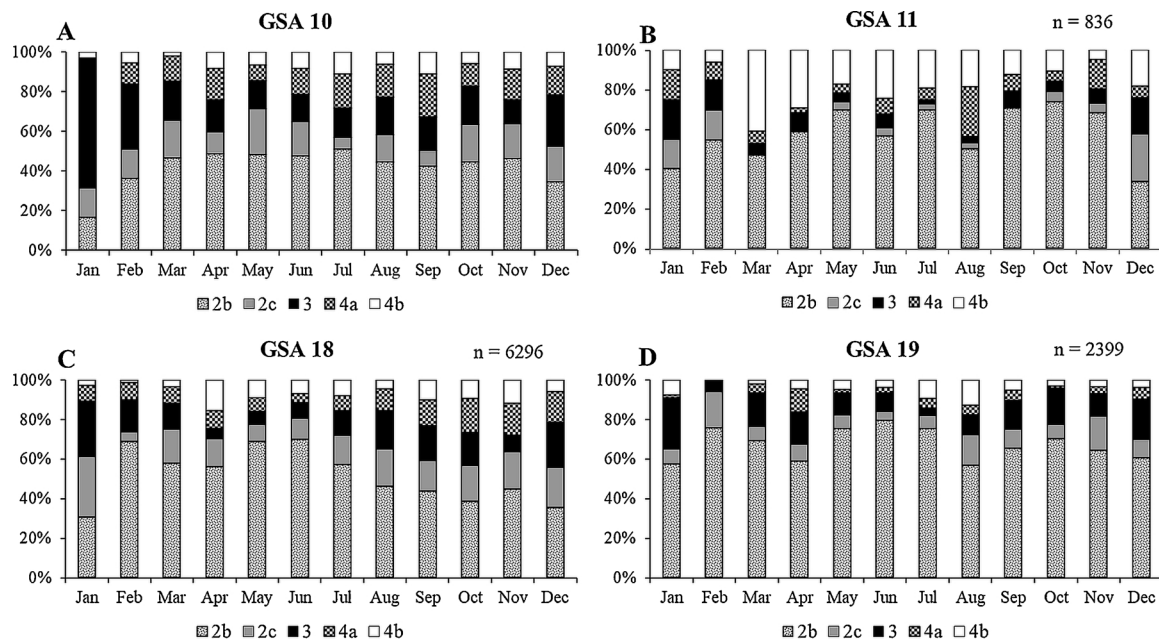 A
GSA 10
100%
80%
60%
40%
20%
0%
Jan Feb Mar Apr May Jun Jul Aug Sep Oct Nov Dec
2b 2c 3 4a 4b
B
GSA 11
n = 836
100%
80%
60%
40%
20%
0%
Jan Feb Mar Apr May Jun Jul Aug Sep Oct Nov Dec
2b 2c 3 4a 4b
C
GSA 18
n = 6296
100%
80%
60%
40%
20%
0%
Jan Feb Mar Apr May Jun Jul Aug Sep Oct Nov Dec
2b 2c 3 4a 4b
D
GSA 19
n = 2399
100%
80%
60%
40%
20%
0%
Jan Feb Mar Apr May Jun Jul Aug Sep Oct Nov Dec
2b 2c 3 4a 4b